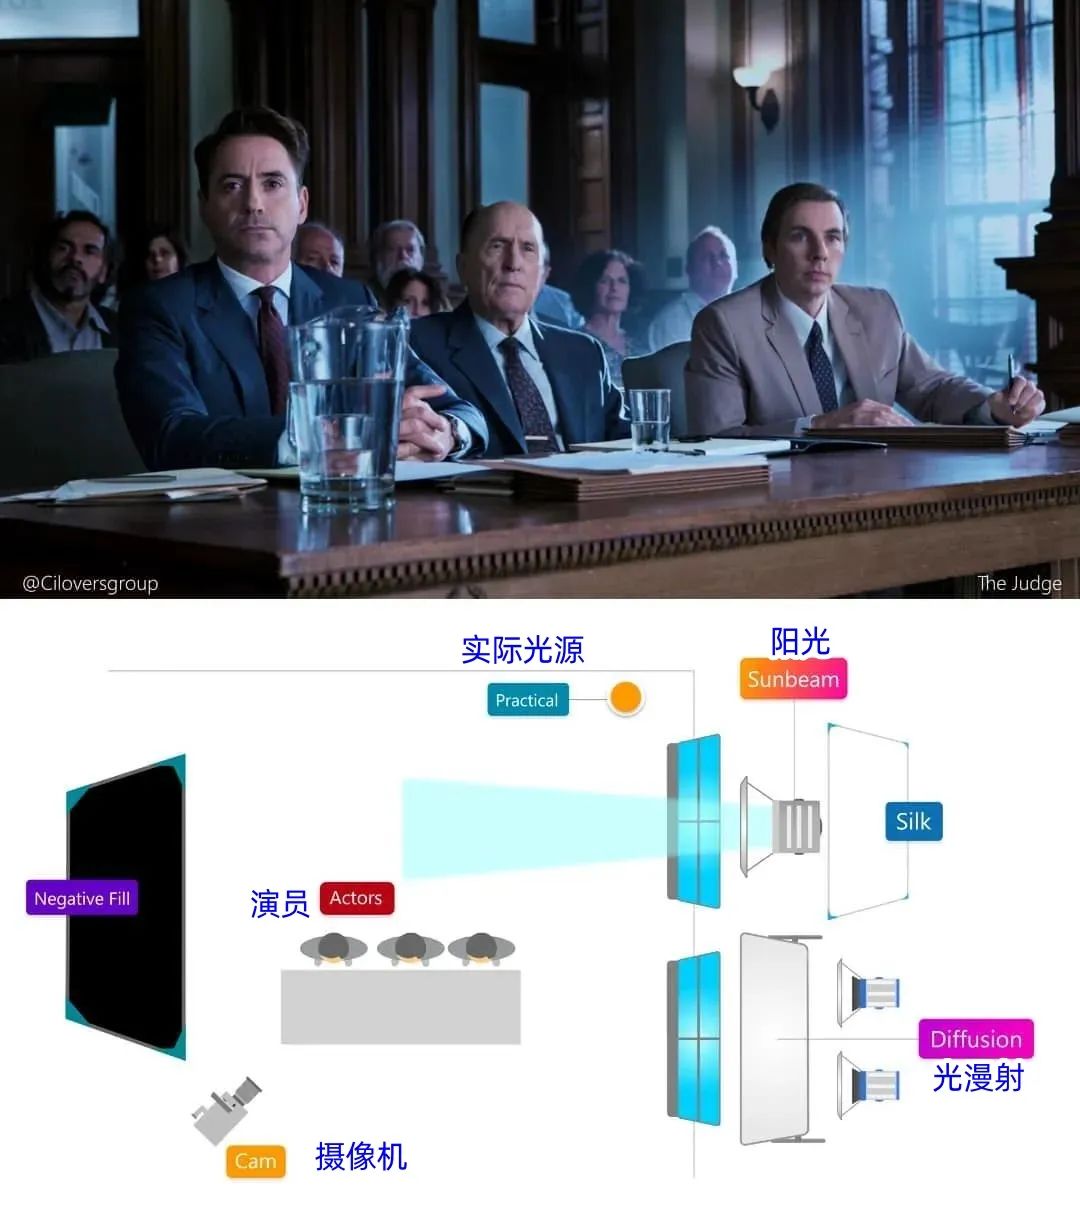 @Ciloversgroup
The Judge
实际光源
阳光
Sunbeam
Practical
Silk
Negative Fill
演员
Actors
Diffusion
光漫射
摄像机
Cam